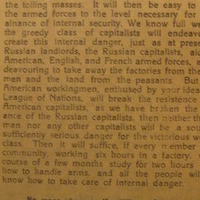 the toiling masses. It will then be easy to
the armed forces to the level necessary for
aintenance of internal security. We know full we
the greedy class of capitalists will endeav
create this internal danger, just as at prese
Russian landlords, the Russian capitalists, aid
American, English, and French armed forces,
deavouring to take away the factories from the
men and the land from the peasants. But
American workingmen, enthused by your idea
League of Nations, will break the resistence
American capitalists, as we have broken the
ance of the Russian capitalists, then neither the
man nor any other capitalists will be a sou
sufficiently serious danger for the victorious w
class. Then it will suffice, if every member
community, working six hours in a factory,
course of a few months study for two hours
how to handle arms, and all the people wil
know how to take care of internal danger.